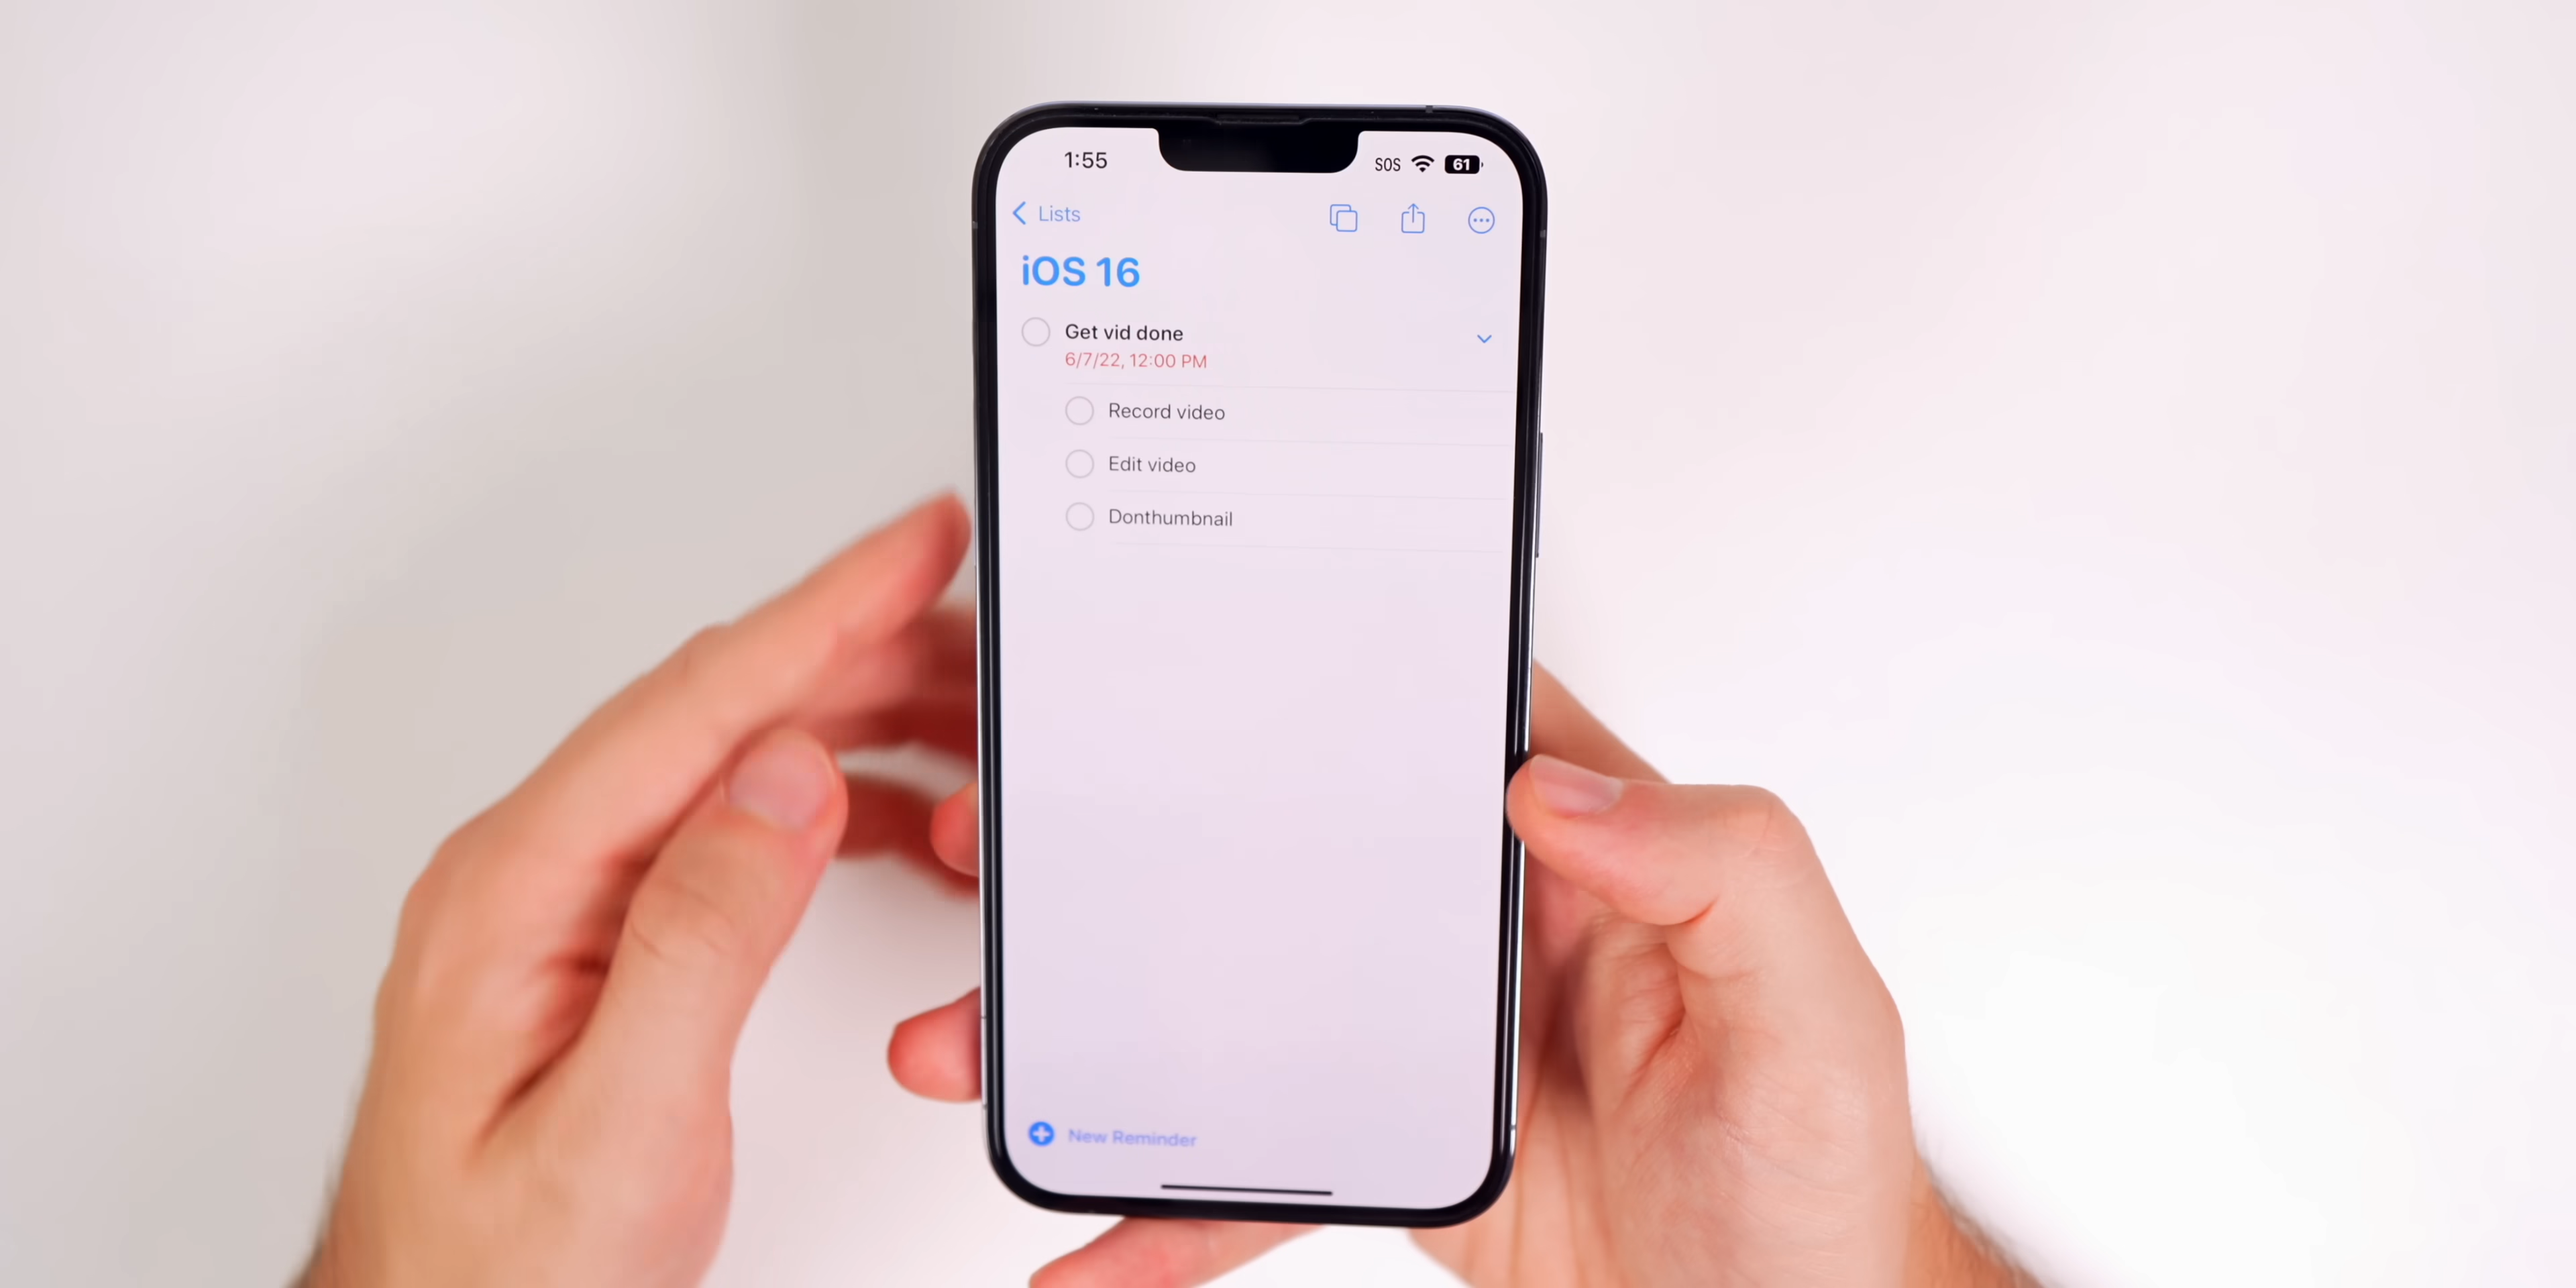 1:55
SOS 61
Lists
iOS 16
Get vid done
6/7/22, 12:00 PM
Record video
Edit video
Donthumbnail
New Reminder